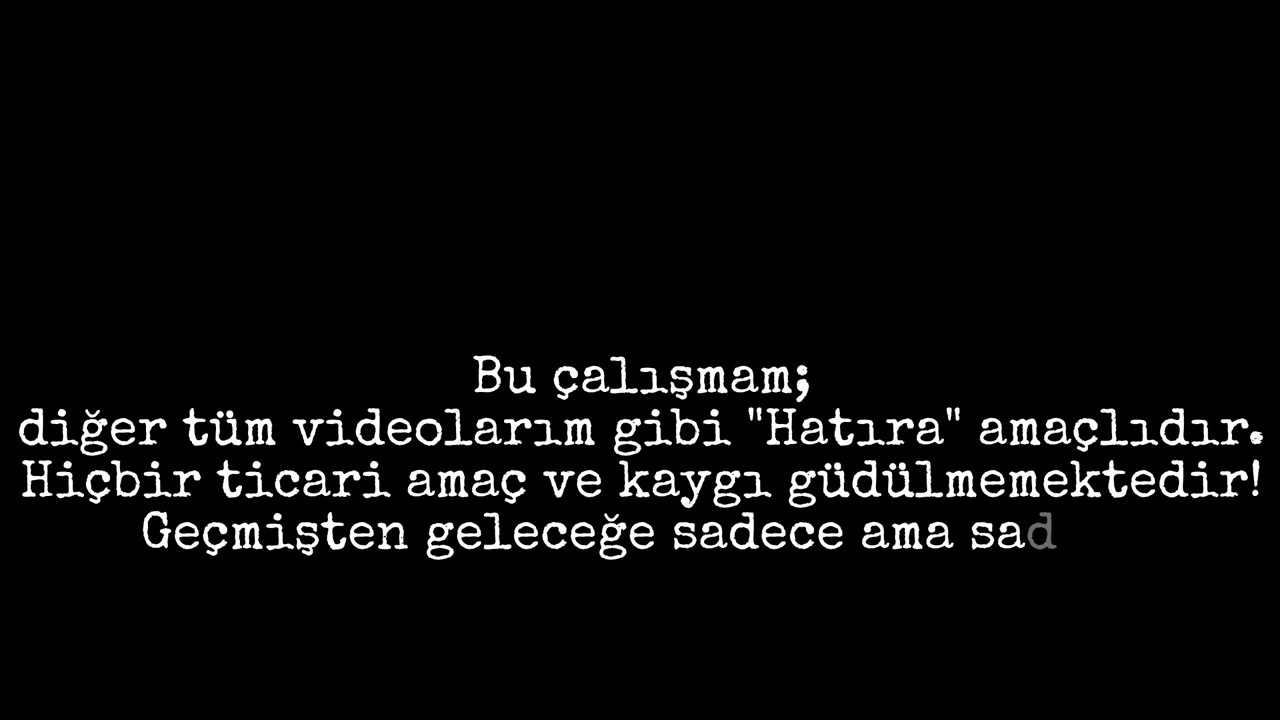 Bu çalışmam;
diğer tüm videolarım gibi "Hatıra" amaçlıdır.
Hiçbir ticari amaç ve kaygı güdülmemektedir!
Geçmişten geleceğe sadece ama sad